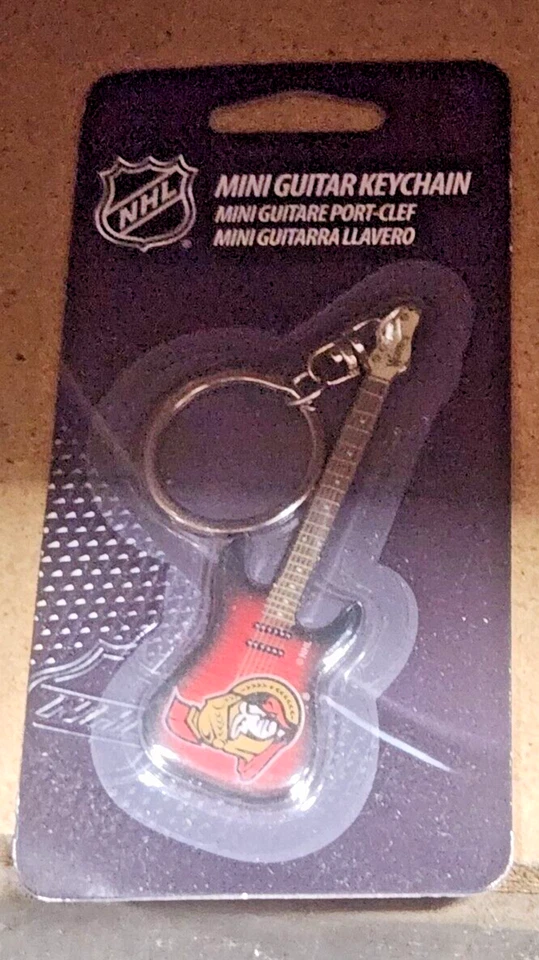 NHL
MINI GUITAR KEYCHAIN
MINI GUITARE PORT-CLEF
MINI GUITARRA LLAVERO